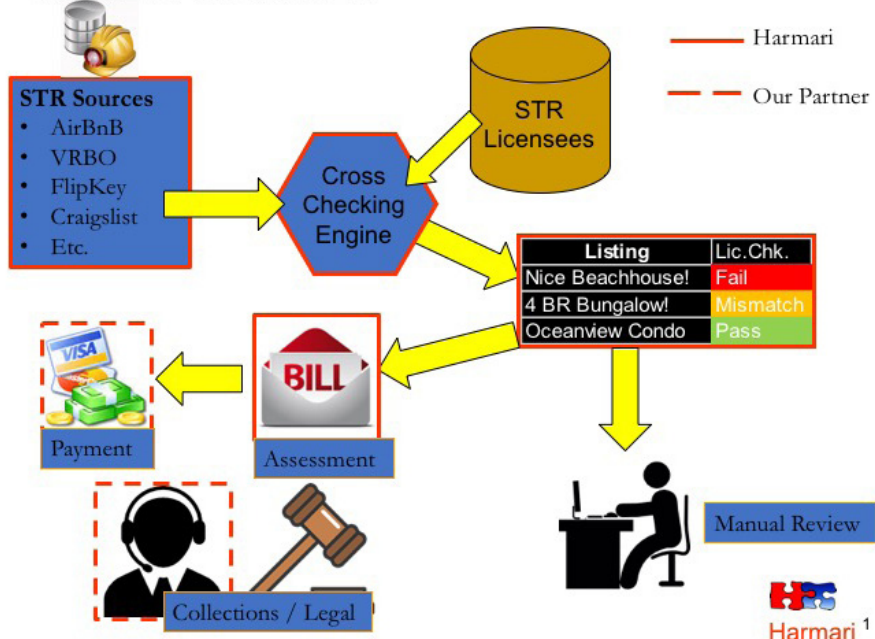 STR Sources
• AirBnB
• VRBO
• FlipKey
• Craigslist
• Etc.
Cross
Checking
Engine
STR
Licensees
Harmari
Our Partner
Listing Lic.Chk.
Nice Beachhouse! Fail
4 BR Bungalow! Mismatch
Oceanview Condo Pass
VISA
Payment
BILL
Assessment
Collections / Legal
Manual Review
Harmari 1